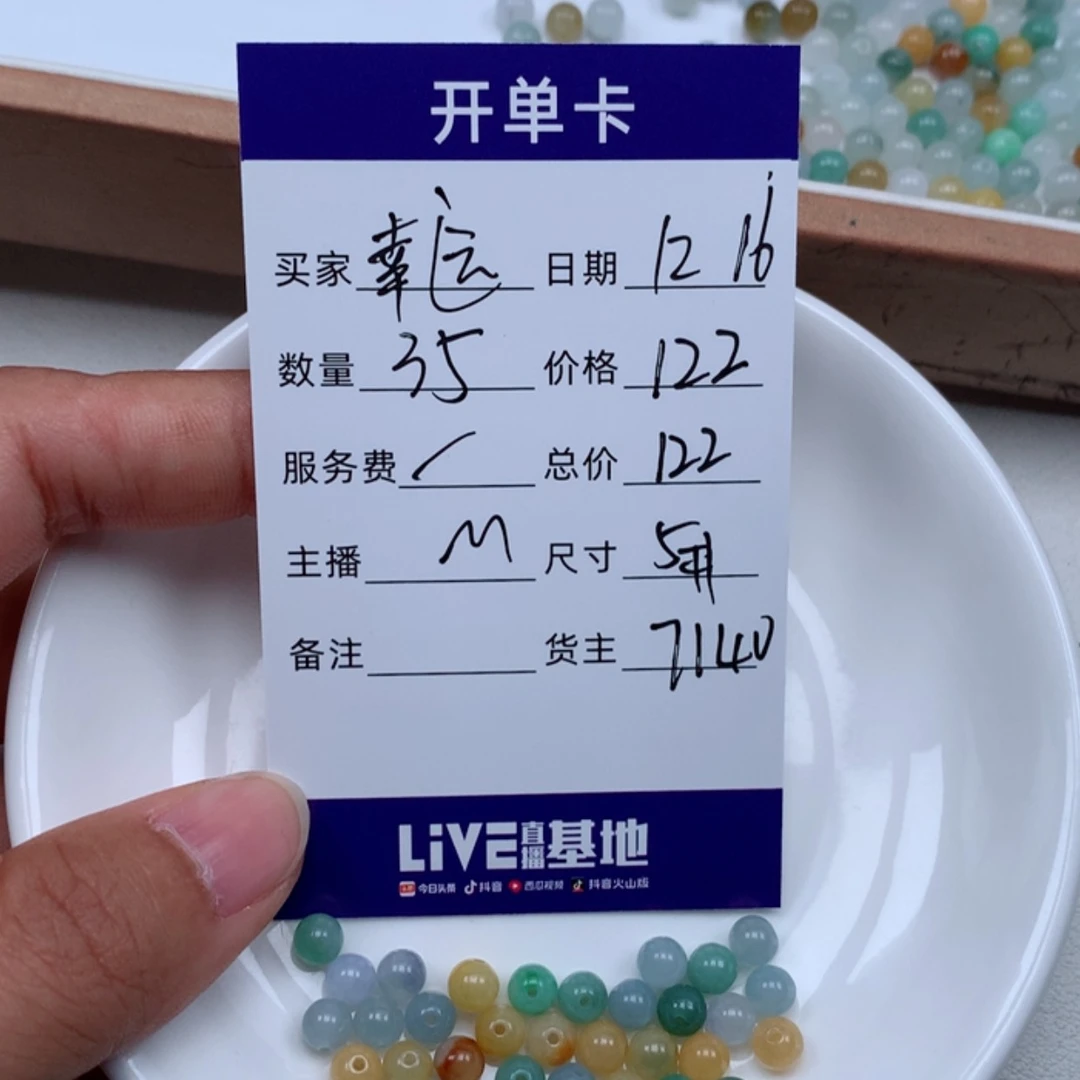 开单卡
买家 幸运 日期 12 16
数量 35 价格 122
服务费 / 总价 122
主播 M 尺寸 5#
备注 货主 7140
LiVE直播基地
今日头条 抖音 西瓜视频 抖音火山版